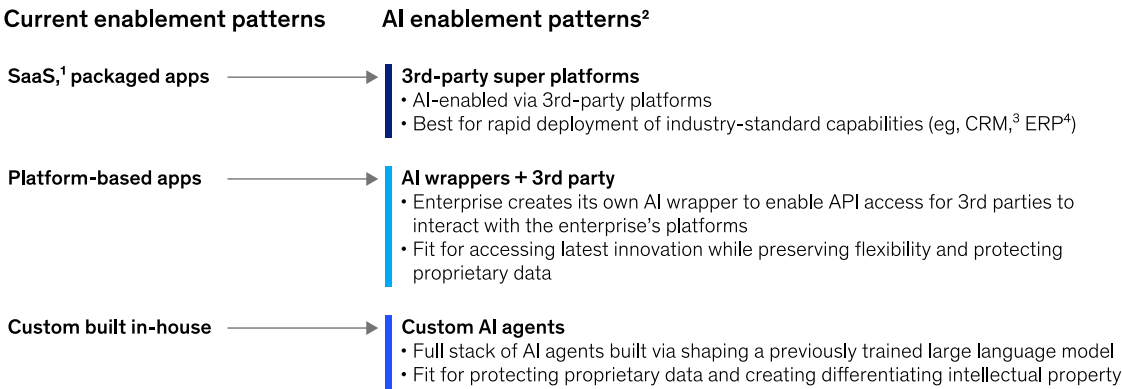 Current enablement patterns
AI enablement patterns²
SaaS,¹ packaged apps
3rd-party super platforms
• AI-enabled via 3rd-party platforms
• Best for rapid deployment of industry-standard capabilities (eg, CRM,³ ERP⁴)
Platform-based apps
AI wrappers + 3rd party
• Enterprise creates its own AI wrapper to enable API access for 3rd parties to
interact with the enterprise’s platforms
• Fit for accessing latest innovation while preserving flexibility and protecting
proprietary data
Custom built in-house
Custom AI agents
• Full stack of AI agents built via shaping a previously trained large language model
• Fit for protecting proprietary data and creating differentiating intellectual property